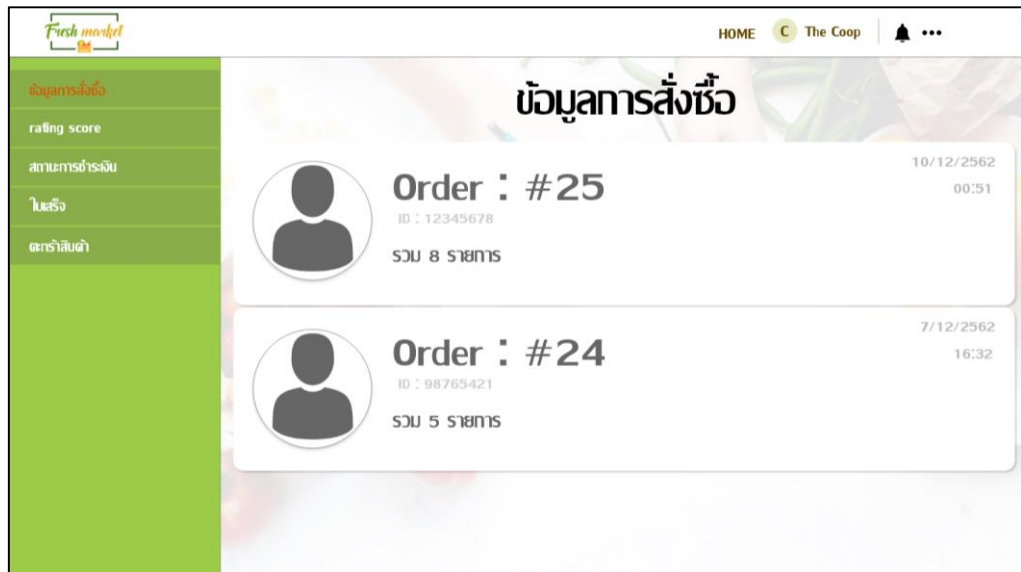 Fresh market
HOME C The Coop
ข้อมูลการสั่งซื้อ
rating score
สถานะการชำระเงิน
ใบเสร็จ
ตะกร้าสินค้า
ข้อมูลการสั่งซื้อ
Order : #25
ID : 12345678
รวม 8 รายการ
10/12/2562
00:51
Order : #24
ID : 98765421
รวม 5 รายการ
7/12/2562
16:32